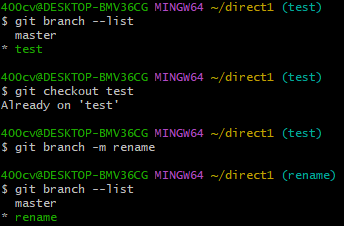 400cv@DESKTOP-BMV36CG MINGW64 ~/direct1 (test)
$ git branch --list
  master
* test
400cv@DESKTOP-BMV36CG MINGW64 ~/direct1 (test)
$ git checkout test
Already on 'test'
400cv@DESKTOP-BMV36CG MINGW64 ~/direct1 (test)
$ git branch -m rename
400cv@DESKTOP-BMV36CG MINGW64 ~/direct1 (rename)
$ git branch --list
  master
* rename